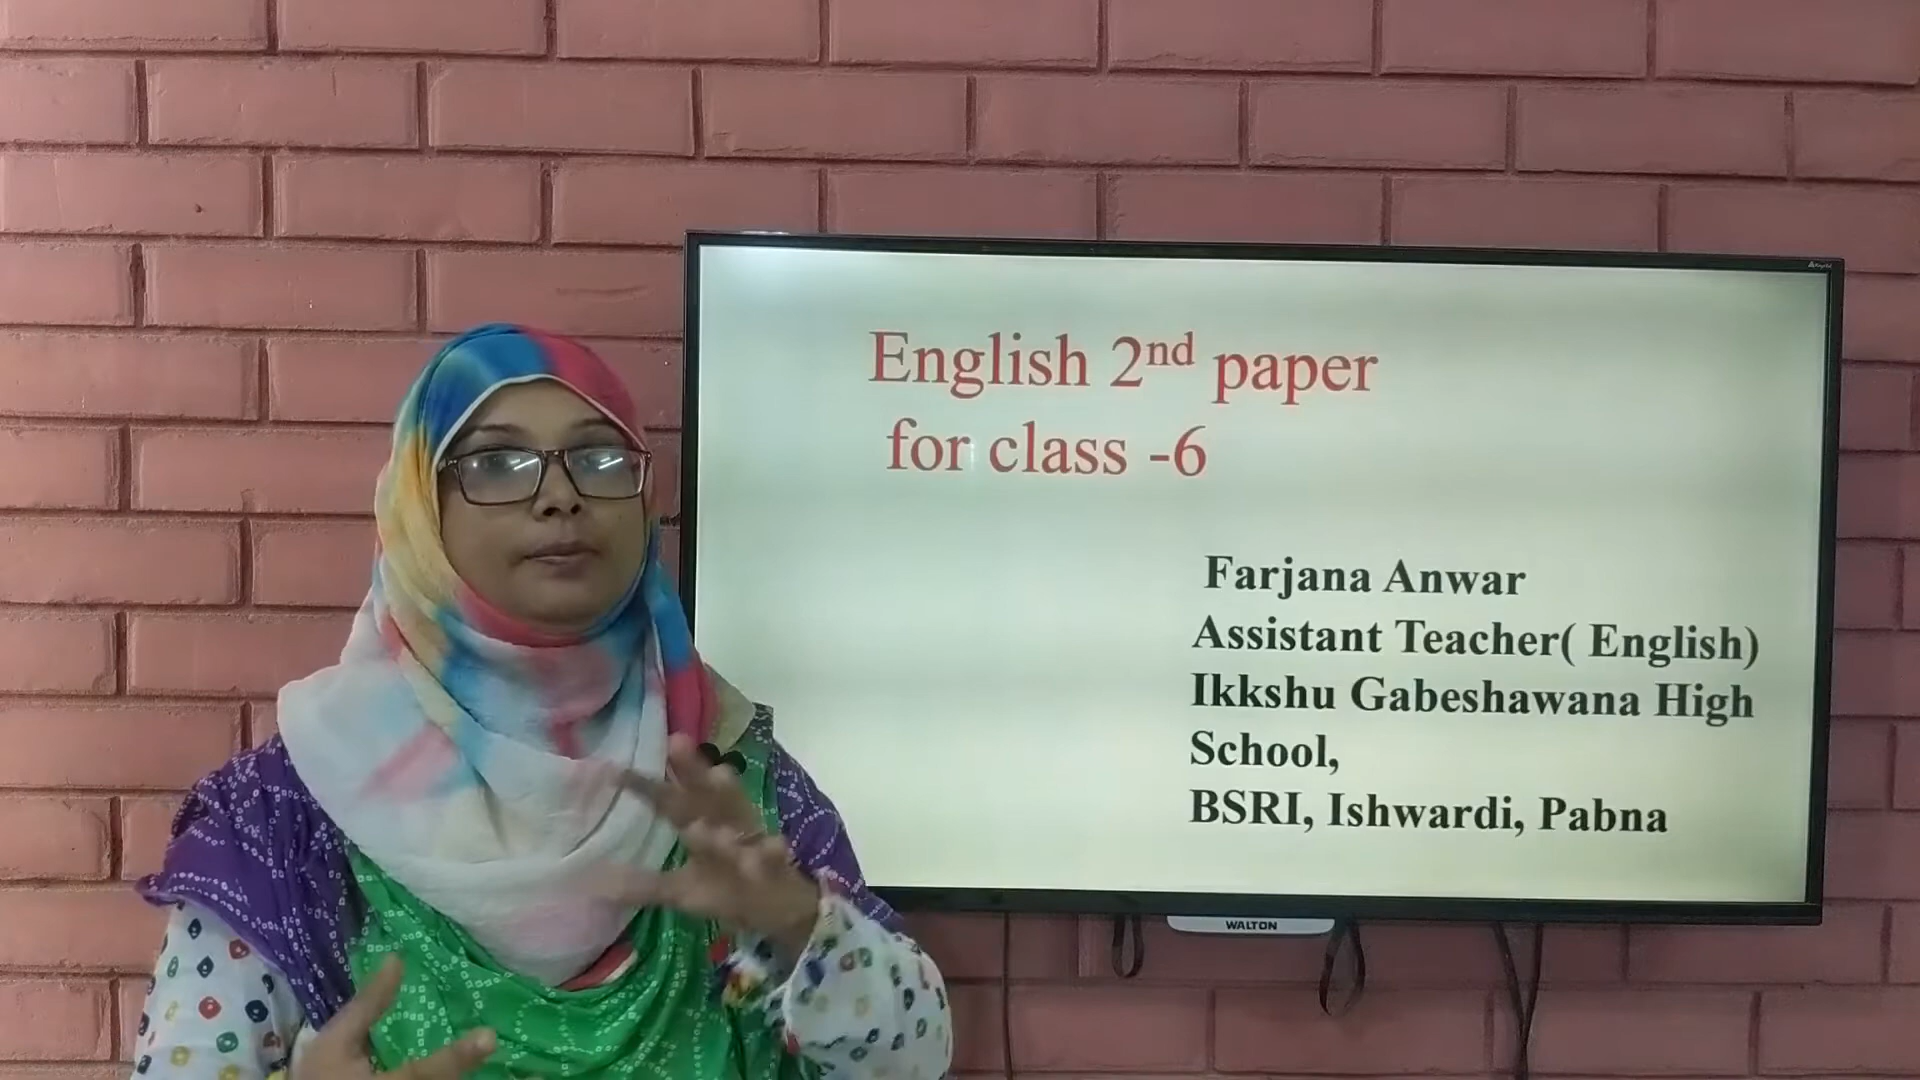 English 2nd paper
for class -6
Farjana Anwar
Assistant Teacher( English)
Ikkshu Gabeshawana High
School,
BSRI, Ishwardi, Pabna
WALTON